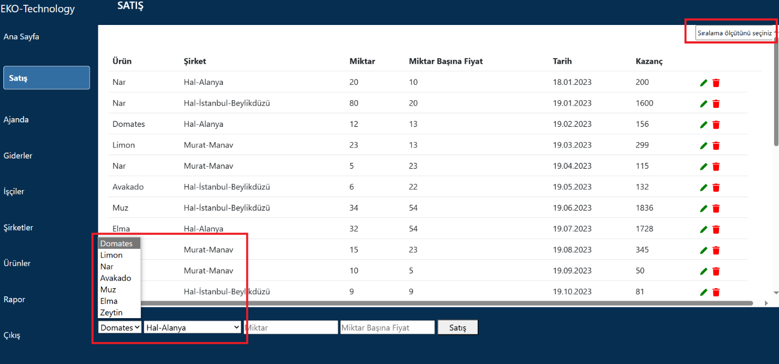 EKO-Technology
SATIŞ
Ana Sayfa
Satış
Ajanda
Giderler
İşçiler
Şirketler
Ürünler
Rapor
Çıkış
Sıralama ölçütünü seçiniz
Ürün Şirket Miktar Miktar Başına Fiyat Tarih Kazanç
Nar Hal-Alanya 20 10 18.01.2023 200
Nar Hal-İstanbul-Beylikdüzü 80 20 19.01.2023 1600
Domates Hal-Alanya 12 13 19.02.2023 156
Limon Murat-Manav 23 13 19.03.2023 299
Nar Murat-Manav 5 23 19.04.2023 115
Avakado Hal-İstanbul-Beylikdüzü 6 22 19.05.2023 132
Muz Hal-İstanbul-Beylikdüzü 34 54 19.06.2023 1836
Elma Hal-Alanya 32 54 19.07.2023 1728
Murat-Manav 15 23 19.08.2023 345
Murat-Manav 10 5 19.09.2023 50
Hal-İstanbul-Beylikdüzü 9 9 19.10.2023 81
Domates
Limon
Nar
Avakado
Muz
Elma
Zeytin
Domates Hal-Alanya Miktar Miktar Başına Fiyat Satış